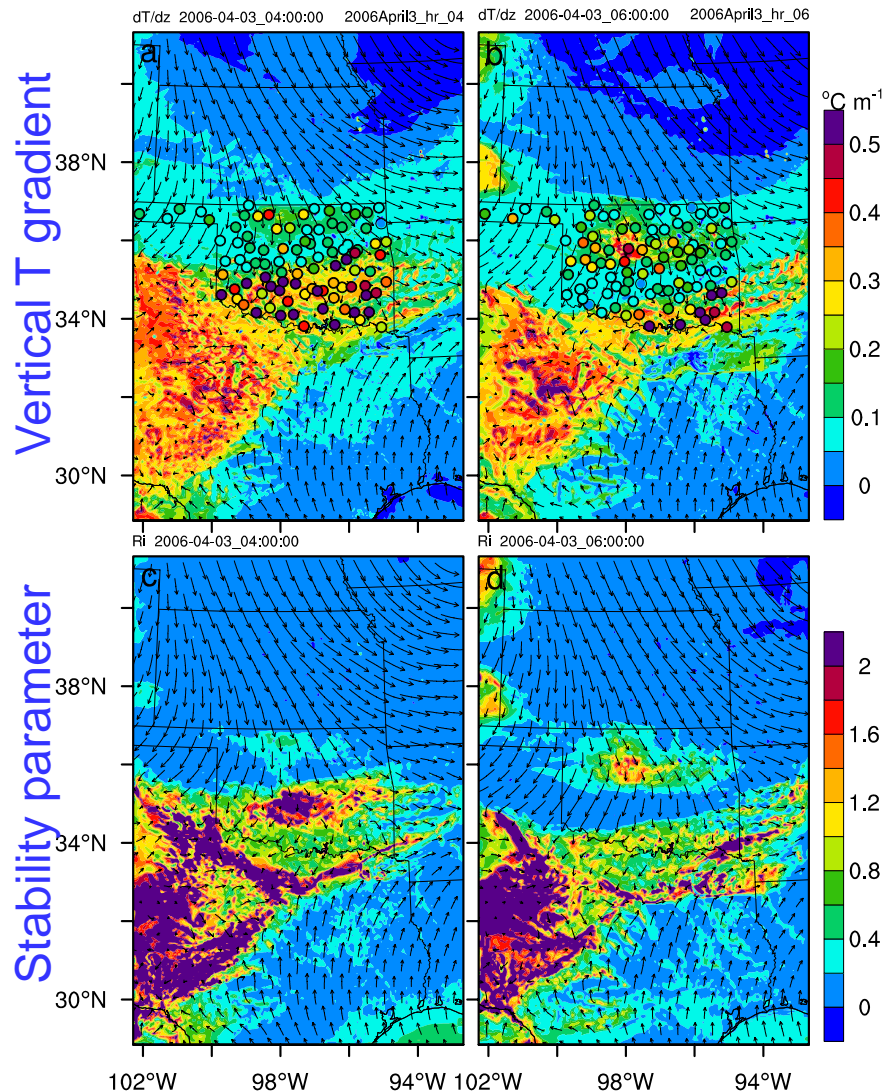 dT/dz 2006-04-03_04:00:00 2006April3_hr_04
dT/dz 2006-04-03_06:00:00 2006April3_hr_06
a
b
Vertical T gradient
38°N
34°N
30°N
°C m⁻¹
0.5
0.4
0.3
0.2
0.1
0
Ri 2006-04-03_04:00:00
Ri 2006-04-03_06:00:00
c
d
Stability parameter
38°N
34°N
30°N
2
1.6
1.2
0.8
0.4
0
102°W 98°W 94°W
102°W 98°W 94°W